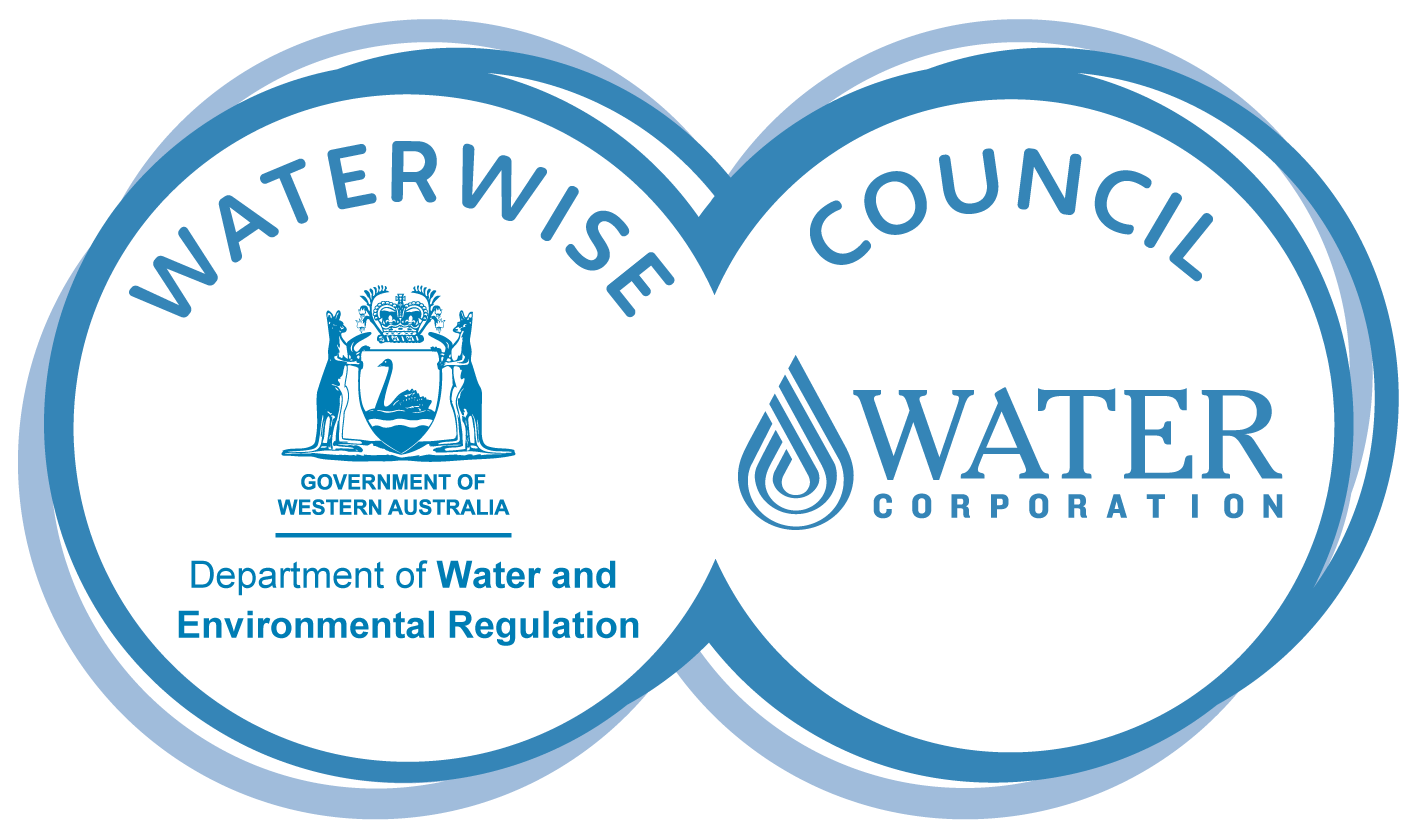 WATERWISE COUNCIL
GOVERNMENT OF
WESTERN AUSTRALIA
Department of Water and
Environmental Regulation
WATER
CORPORATION